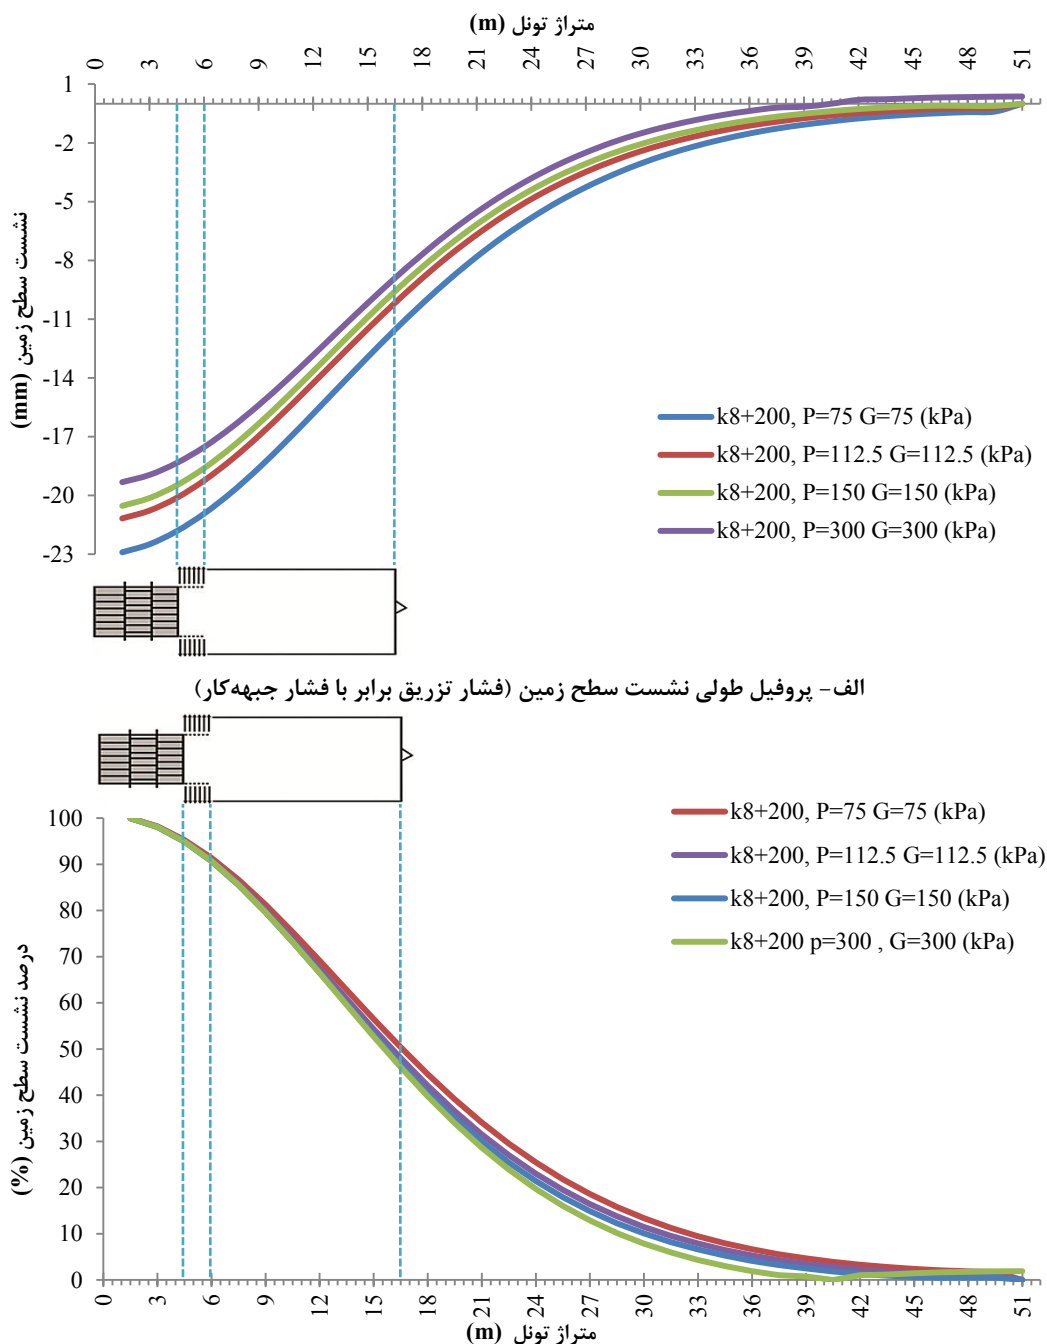 متراژ تونل (m)
0 3 6 9 12 15 18 21 24 27 30 33 36 39 42 45 48 51
1
-2
-5
-8
-11
-14
-17
-20
-23
نشست سطح زمین (mm)
k8+200, P=75 G=75 (kPa)
k8+200, P=112.5 G=112.5 (kPa)
k8+200, P=150 G=150 (kPa)
k8+200, P=300 G=300 (kPa)
الف- پروفیل طولی نشست سطح زمین (فشار تزریق برابر با فشار جبهه‌کار)
k8+200, P=75 G=75 (kPa)
k8+200, P=112.5 G=112.5 (kPa)
k8+200, P=150 G=150 (kPa)
k8+200 p=300 , G=300 (kPa)
100
90
80
70
60
50
40
30
20
10
0
درصد نشست سطح زمین (%)
0 3 6 9 12 15 18 21 24 27 30 33 36 39 42 45 48 51
متراژ تونل (m)